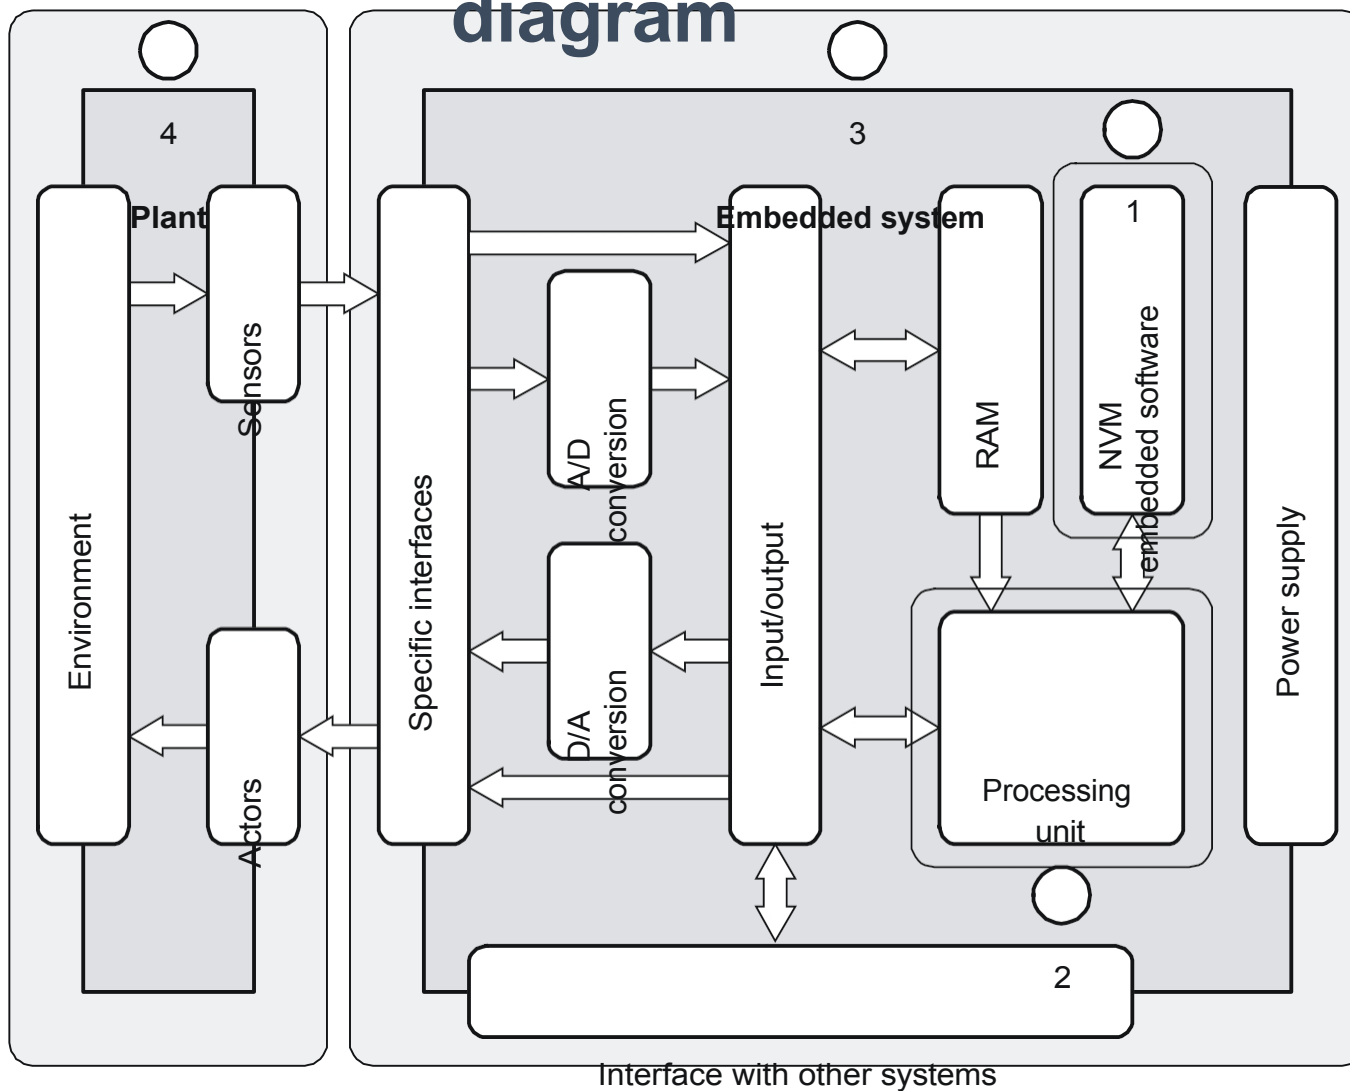 diagram
4
3
1
Plant
Embedded system
Sensors
A/D
conversion
RAM
NVM
embedded software
Environment
Specific interfaces
Input/output
Power supply
D/A
conversion
Actors
Processing
unit
2
Interface with other systems